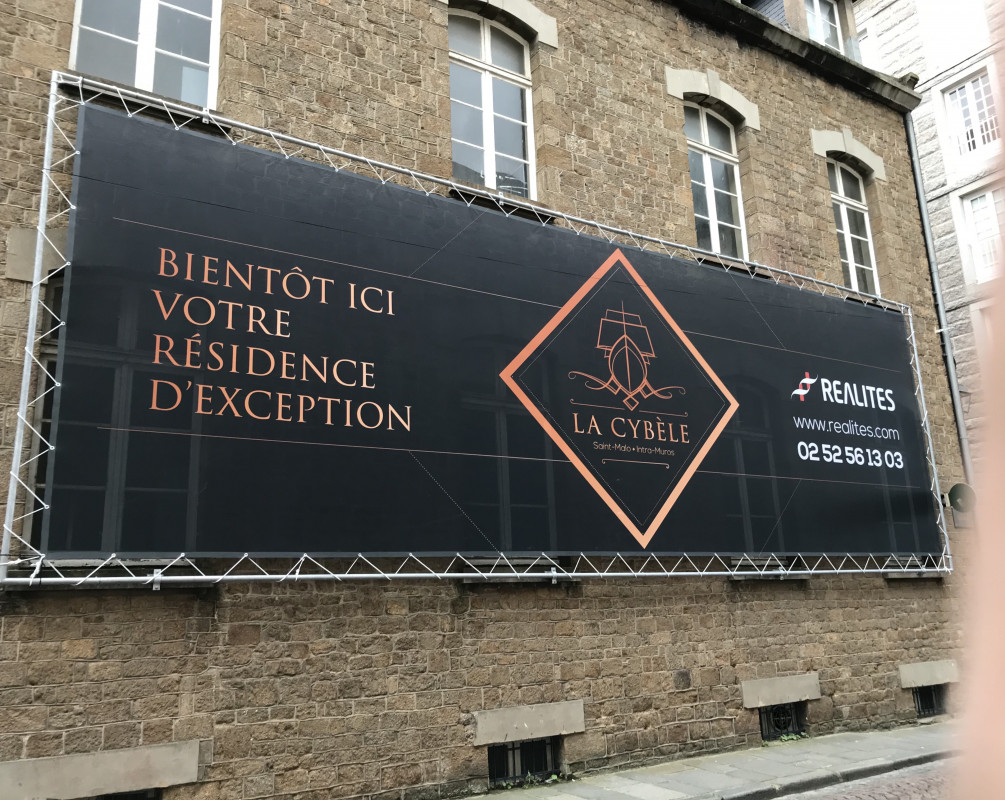 BIENTÔT ICI
VOTRE
RÉSIDENCE
D'EXCEPTION
LA CYBÈLE
Saint-Malo • Intra-Muros
REALITES
www.realites.com
02 52 56 13 03